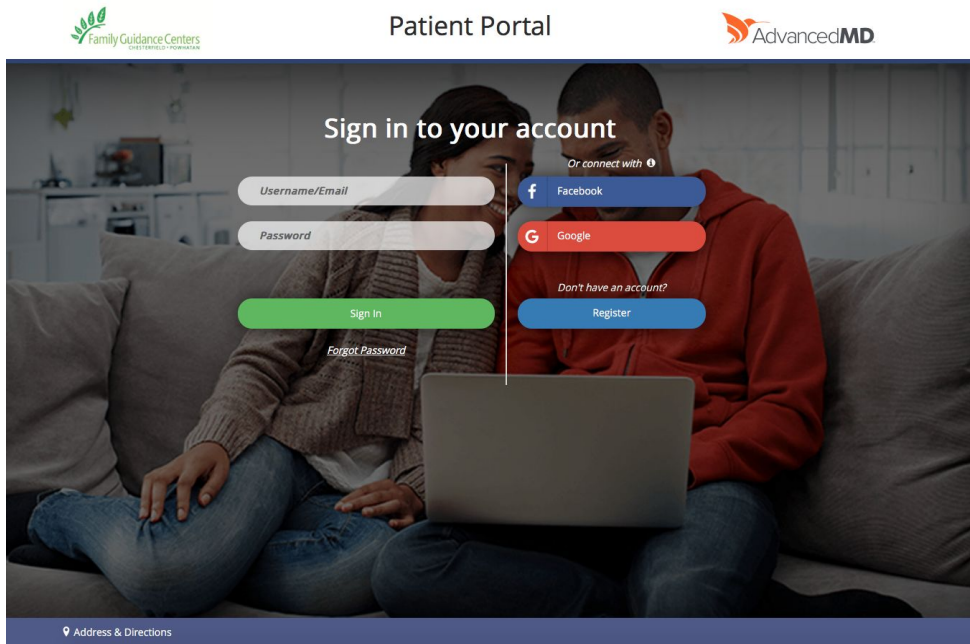 Family Guidance Centers
CHESTERFIELD • POWHATAN
Patient Portal
AdvancedMD
Sign in to your account
Username/Email
Password
Sign In
Forgot Password
Or connect with
Facebook
Google
Don't have an account?
Register
Address & Directions